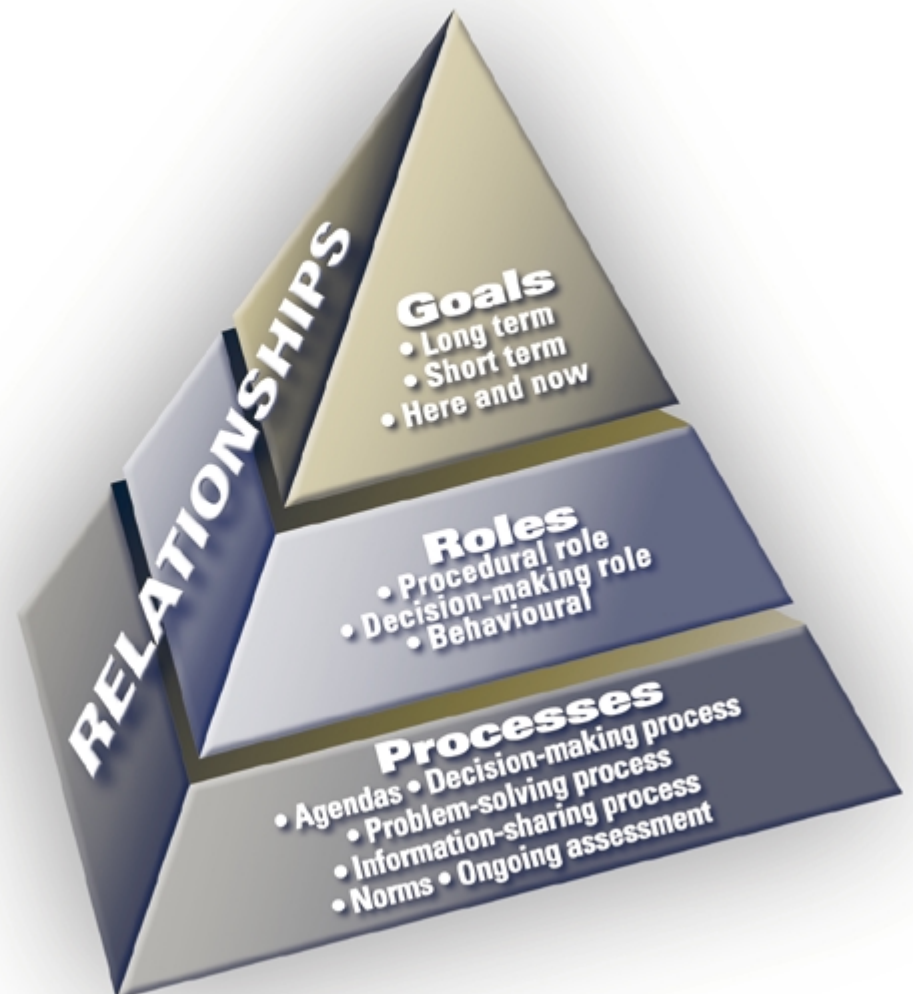 RELATIONSHIPS
Goals
• Long term
• Short term
• Here and now
Roles
• Procedural role
• Decision-making role
• Behavioural
Processes
• Agendas • Decision-making process
• Problem-solving process
• Information-sharing process
• Norms • Ongoing assessment